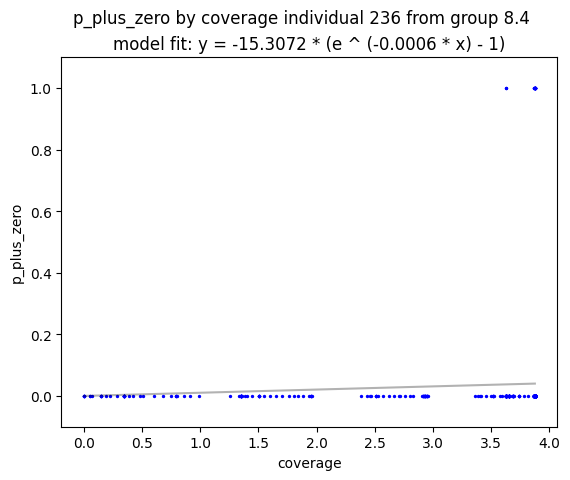 p_plus_zero by coverage individual 236 from group 8.4
model fit: y = -15.3072 * (e ^ (-0.0006 * x) - 1)
1.0
0.8
0.6
0.4
0.2
0.0
p_plus_zero
0.0 0.5 1.0 1.5 2.0 2.5 3.0 3.5 4.0
coverage